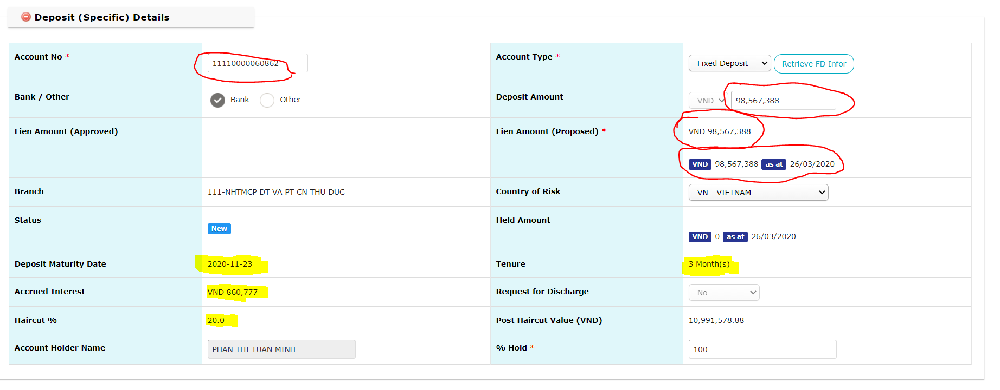 Deposit (Specific) Details
Account No *
11110000060862
Account Type *
Fixed Deposit
Retrieve FD Infor
Bank / Other
Bank
Other
Deposit Amount
VND
98,567,388
Lien Amount (Approved)
Lien Amount (Proposed) *
VND 98,567,388
VND 98,567,388 as at 26/03/2020
Branch
111-NHTMCP DT VA PT CN THU DUC
Country of Risk
VN - VIETNAM
Status
New
Held Amount
VND 0 as at 26/03/2020
Deposit Maturity Date
2020-11-23
Tenure
3 Month(s)
Accrued Interest
VND 860,777
Request for Discharge
No
Haircut %
20.0
Post Haircut Value (VND)
10,991,578.88
Account Holder Name
PHAN THI TUAN MINH
% Hold *
100